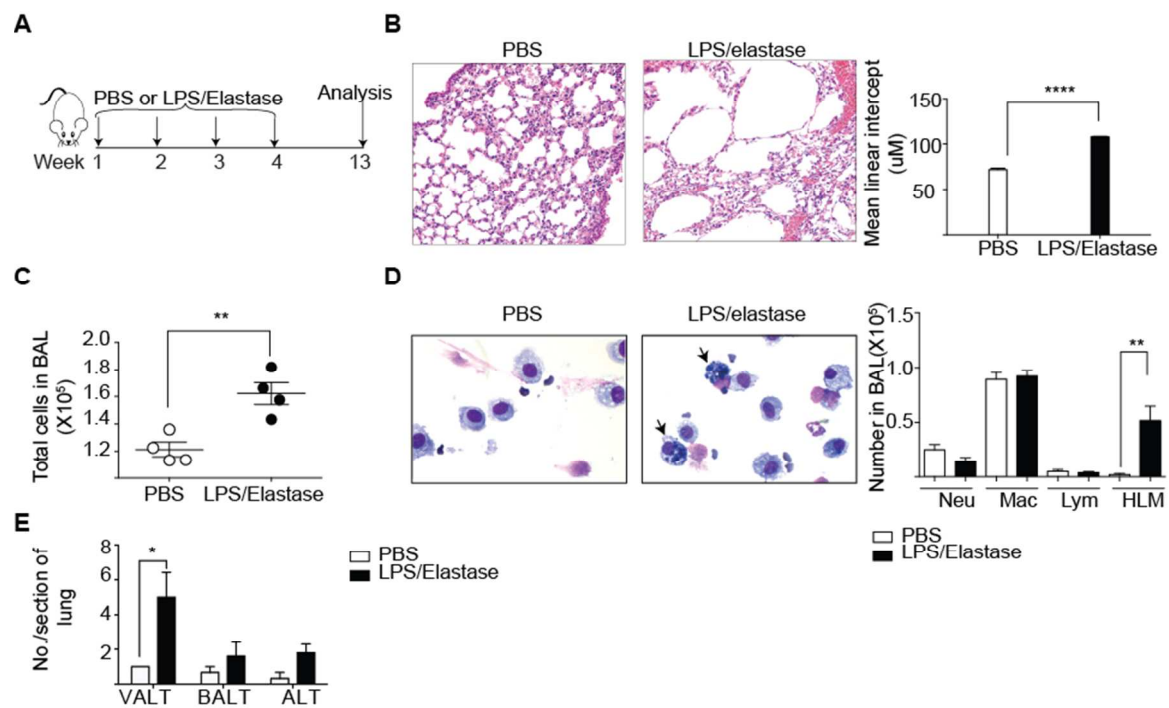 A
PBS or LPS/Elastase
Analysis
Week 1 2 3 4 13
B
PBS
LPS/elastase
Mean linear intercept
(uM)
150
100
50
****
PBS LPS/Elastase
C
Total cells in BAL
(X10⁵)
2.0
1.8
1.6
1.4
1.2
**
PBS LPS/Elastase
D
PBS
LPS/elastase
Number in BAL(X10⁵)
1.5
1.0
0.5
**
Neu Mac Lym HLM
PBS
LPS/Elastase
E
No./section of
lung
8
6
4
2
*
VALT BALT ALT
PBS
LPS/Elastase